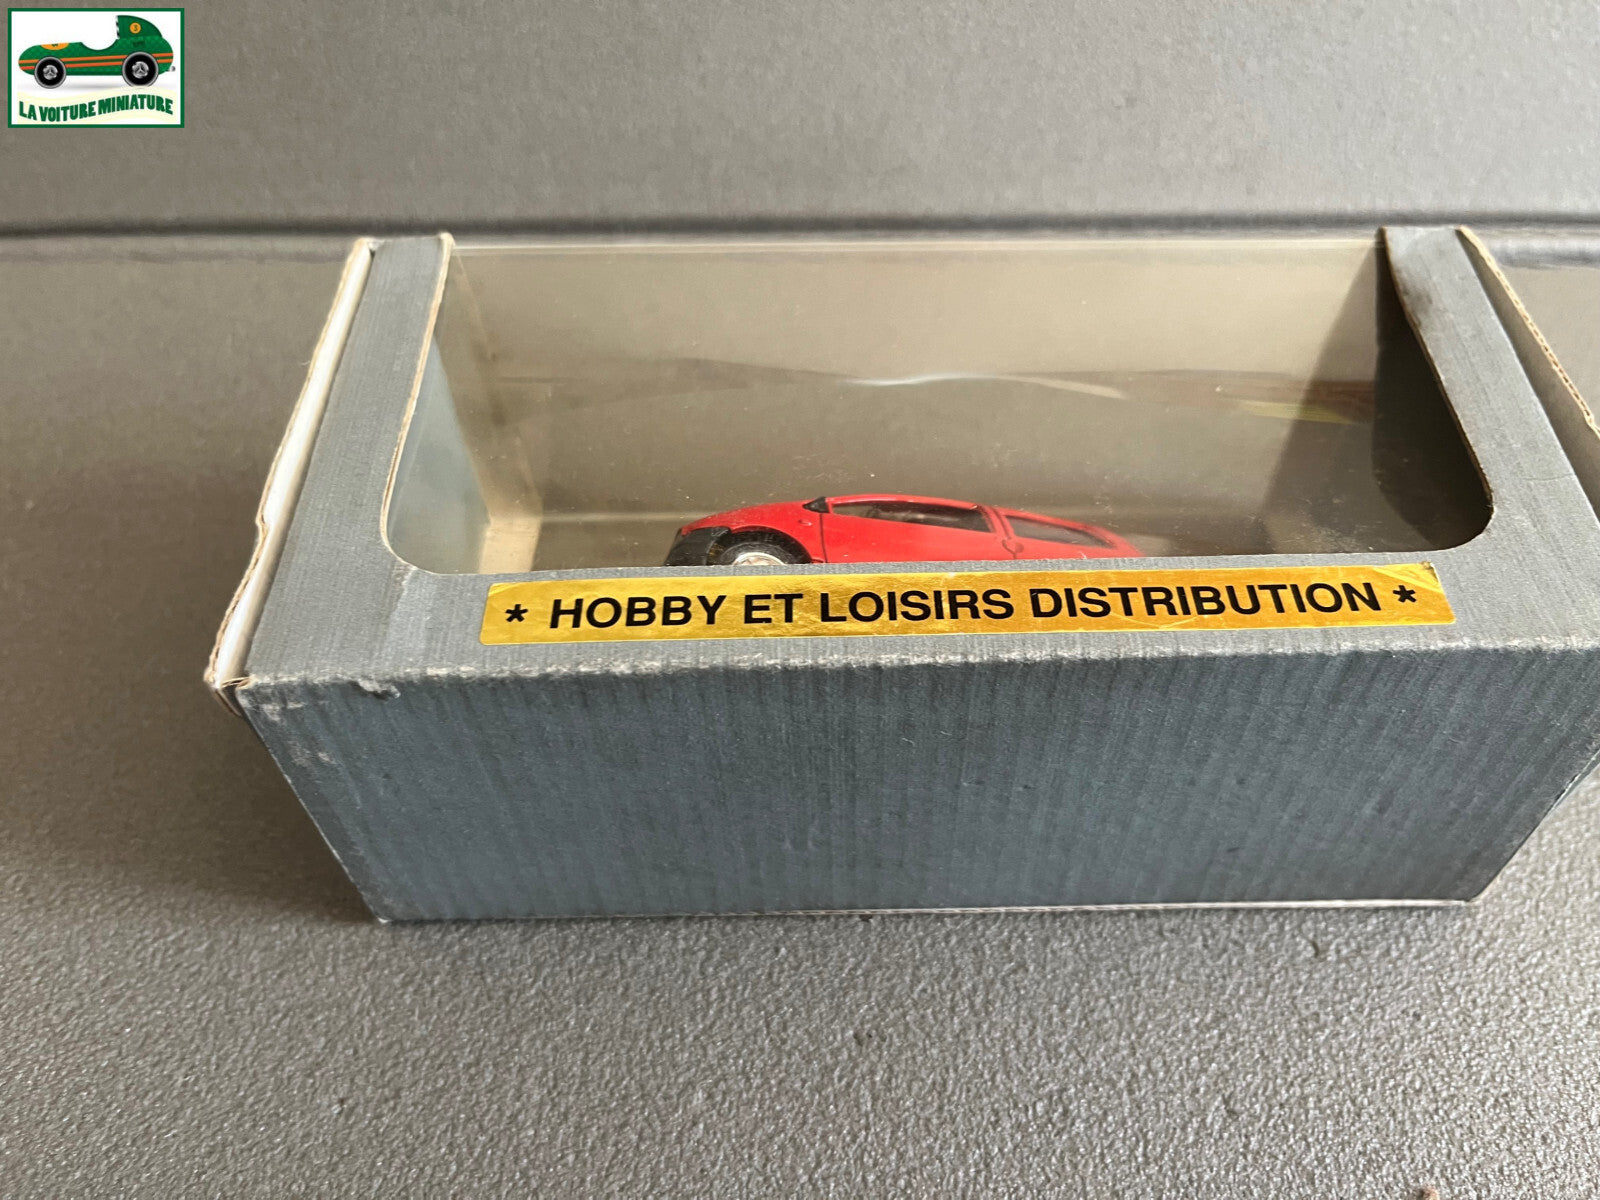 LA VOITURE MINIATURE
* HOBBY ET LOISIRS DISTRIBUTION *